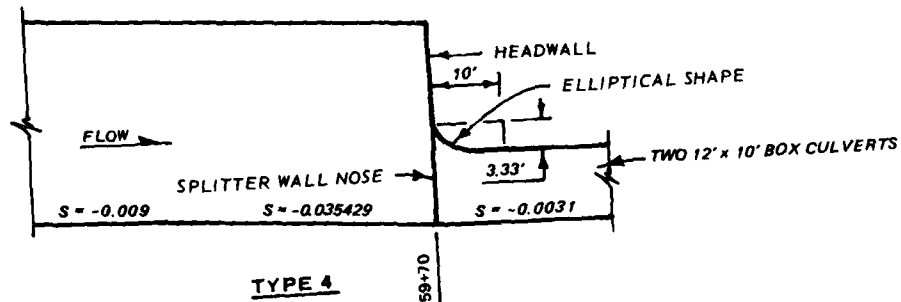 HEADWALL
10'
ELLIPTICAL SHAPE
FLOW
TWO 12' x 10' BOX CULVERTS
3.33'
SPLITTER WALL NOSE
S = -0.009
S = -0.035429
S = -0.0031
TYPE 4
59+70